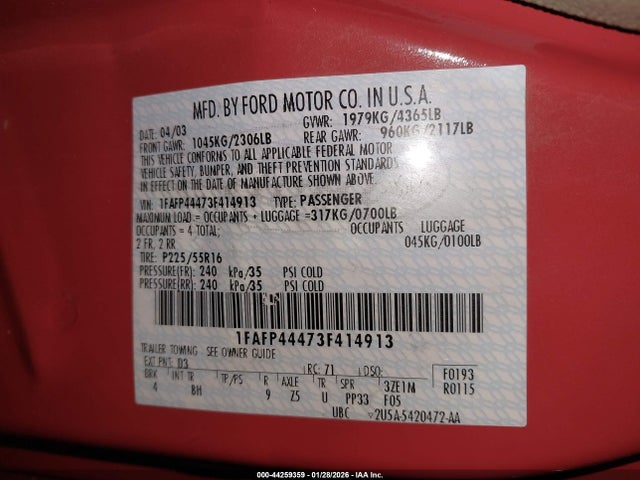 MFD. BY FORD MOTOR CO. IN U.S.A.
DATE: 04/03 GVWR: 1979KG/4365LB
FRONT GAWR: 1045KG/2306LB REAR GAWR: 960KG/2117LB
THIS VEHICLE CONFORMS TO ALL APPLICABLE FEDERAL MOTOR
VEHICLE SAFETY, BUMPER, AND THEFT PREVENTION STANDARDS
IN EFFECT ON THE DATE OF MANUFACTURE SHOWN ABOVE.
VIN: 1FAFP44473F414913 TYPE: PASSENGER
MAXIMUM LOAD = OCCUPANTS + LUGGAGE =317KG/0700LB
OCCUPANTS = 4 TOTAL; OCCUPANTS LUGGAGE
2 FR, 2 RR 045KG/0100LB
TIRE: P225/55R16
PRESSURE(FR): 240 kPa/35 PSI COLD
PRESSURE(RR): 240 kPa/35 PSI COLD
1FAFP44473F414913
TRAILER TOWING - SEE OWNER GUIDE
EXT PNT: D3 RC: 71 DSO: F0193
BRK INT TR TP/PS R AXLE TR SPR 3ZE1M R0115
4 BH 9 Z5 U PP33 F05
UBC 2U5A-5420472-AA
000-44259359 | 01/28/2026 - IAA Inc.